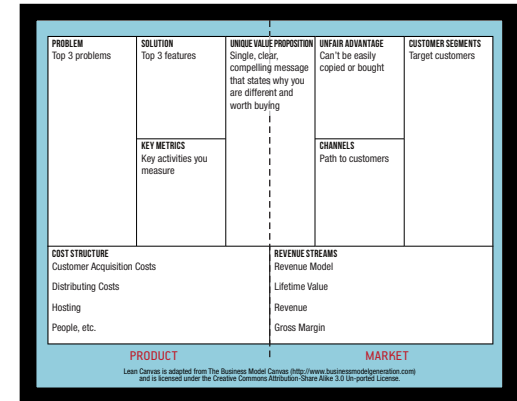 PROBLEM
Top 3 problems
SOLUTION
Top 3 features
KEY METRICS
Key activities you
measure
UNIQUE VALUE PROPOSITION
Single, clear,
compelling message
that states why you
are different and
worth buying
UNFAIR ADVANTAGE
Can't be easily
copied or bought
CHANNELS
Path to customers
CUSTOMER SEGMENTS
Target customers
COST STRUCTURE
Customer Acquisition Costs
Distributing Costs
Hosting
People, etc.
REVENUE STREAMS
Revenue Model
Lifetime Value
Revenue
Gross Margin
PRODUCT
MARKET
Lean Canvas is adapted from The Business Model Canvas (http://www.businessmodelgeneration.com)
and is licensed under the Creative Commons Attribution-Share Alike 3.0 Un-ported License.